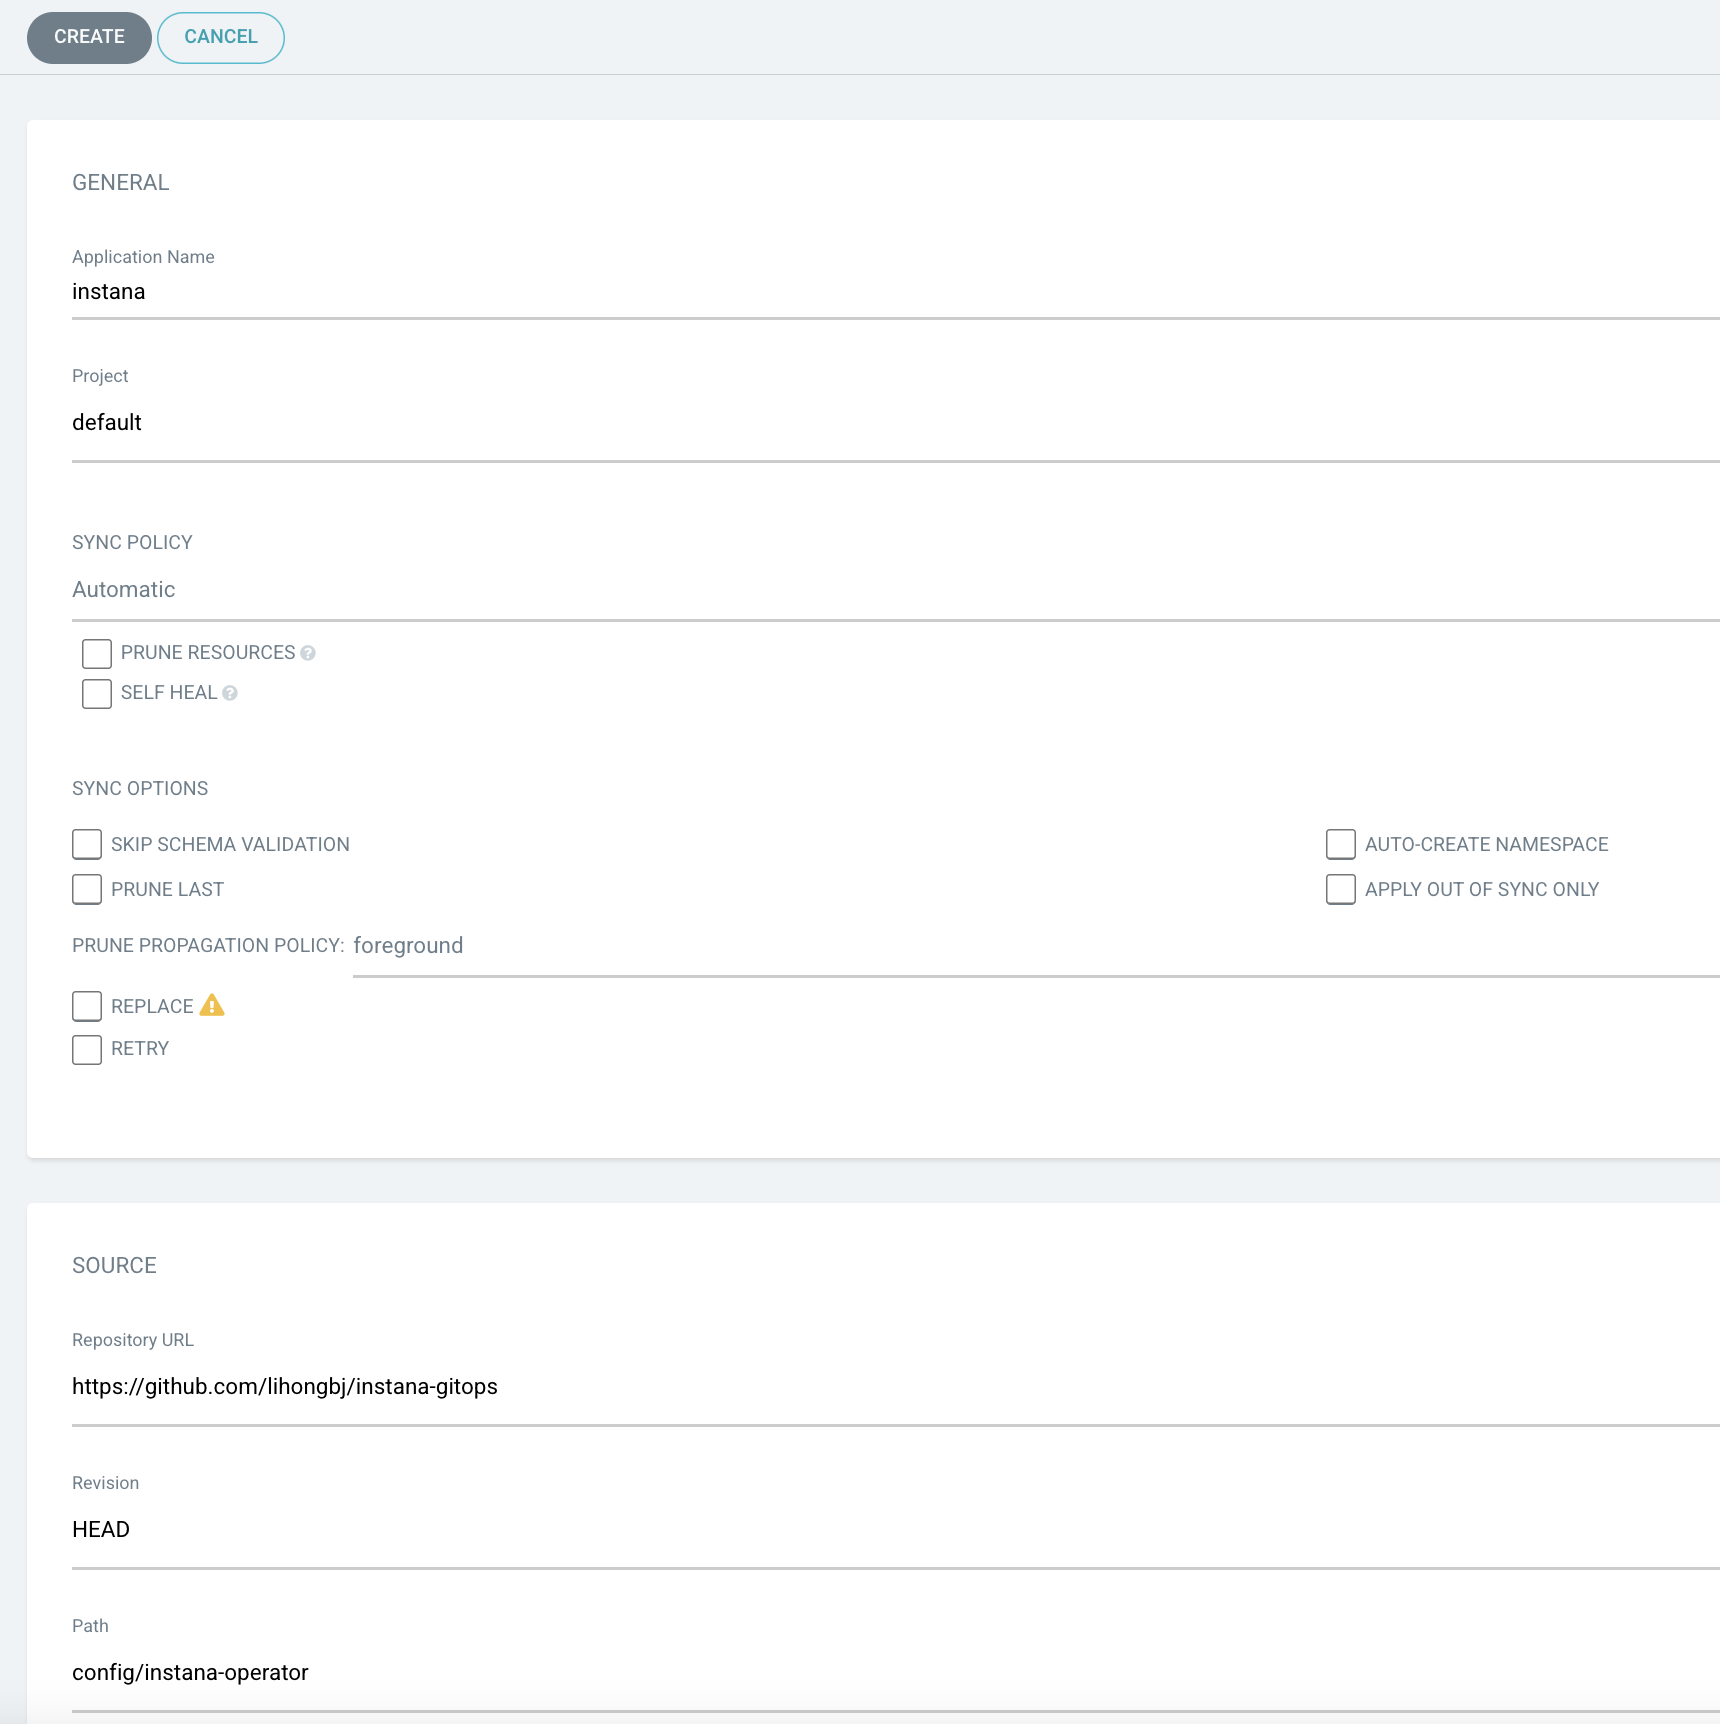 CREATE CANCEL
GENERAL
Application Name
instana
Project
default
SYNC POLICY
Automatic
PRUNE RESOURCES ?
SELF HEAL ?
SYNC OPTIONS
SKIP SCHEMA VALIDATION AUTO-CREATE NAMESPACE
PRUNE LAST APPLY OUT OF SYNC ONLY
PRUNE PROPAGATION POLICY: foreground
REPLACE
RETRY
SOURCE
Repository URL
https://github.com/lihongbj/instana-gitops
Revision
HEAD
Path
config/instana-operator